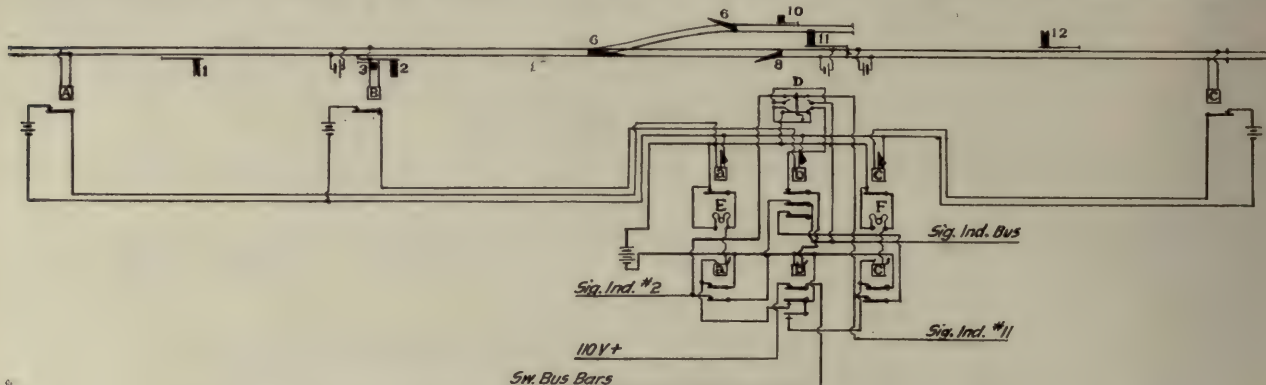 6 10
6 11 12
8
1 3 2
D
A B C
B b C
E F
Sig. Ind. Bus
a b C
Sig. Ind. #2
Sig. Ind. #11
110V+
Sw. Bus Bars